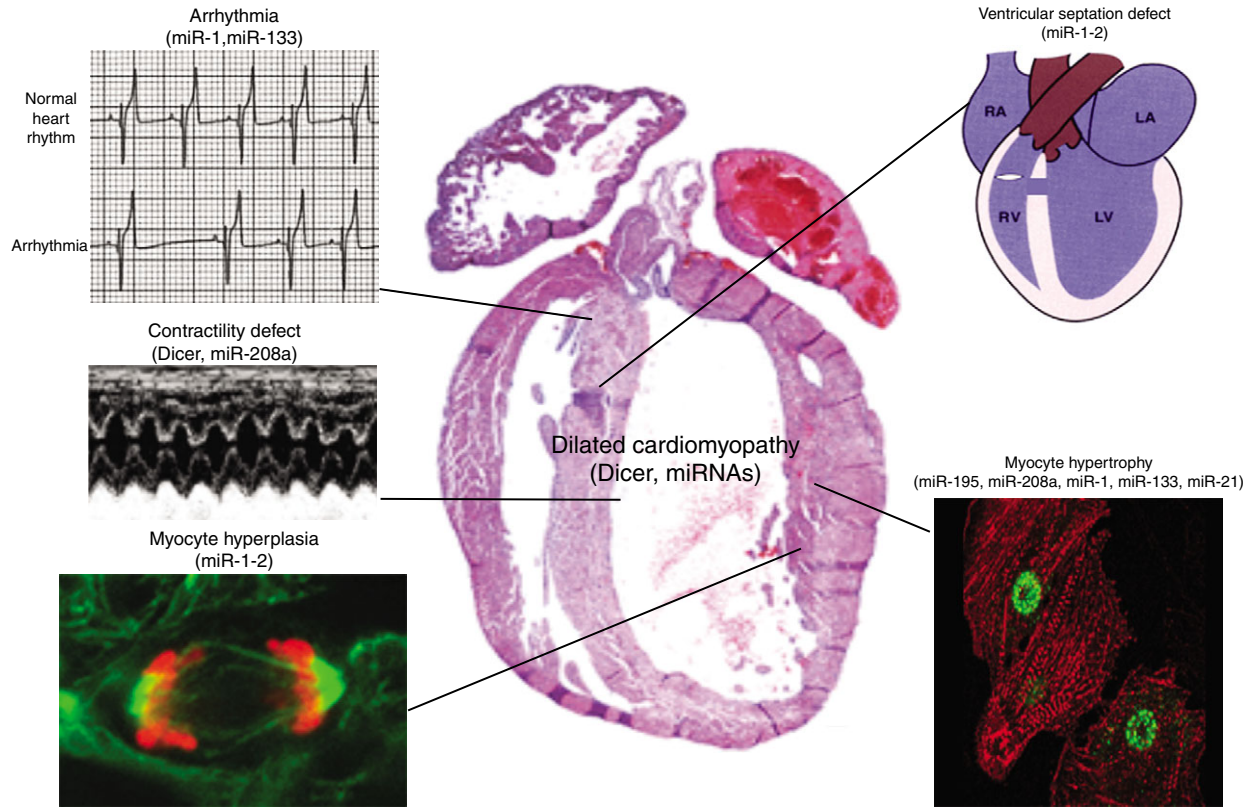 Arrhythmia
(miR-1,miR-133)
Normal
heart
rhythm
Arrhythmia
Ventricular septation defect
(miR-1-2)
RA
LA
RV
LV
Contractility defect
(Dicer, miR-208a)
Dilated cardiomyopathy
(Dicer, miRNAs)
Myocyte hyperplasia
(miR-1-2)
Myocyte hypertrophy
(miR-195, miR-208a, miR-1, miR-133, miR-21)